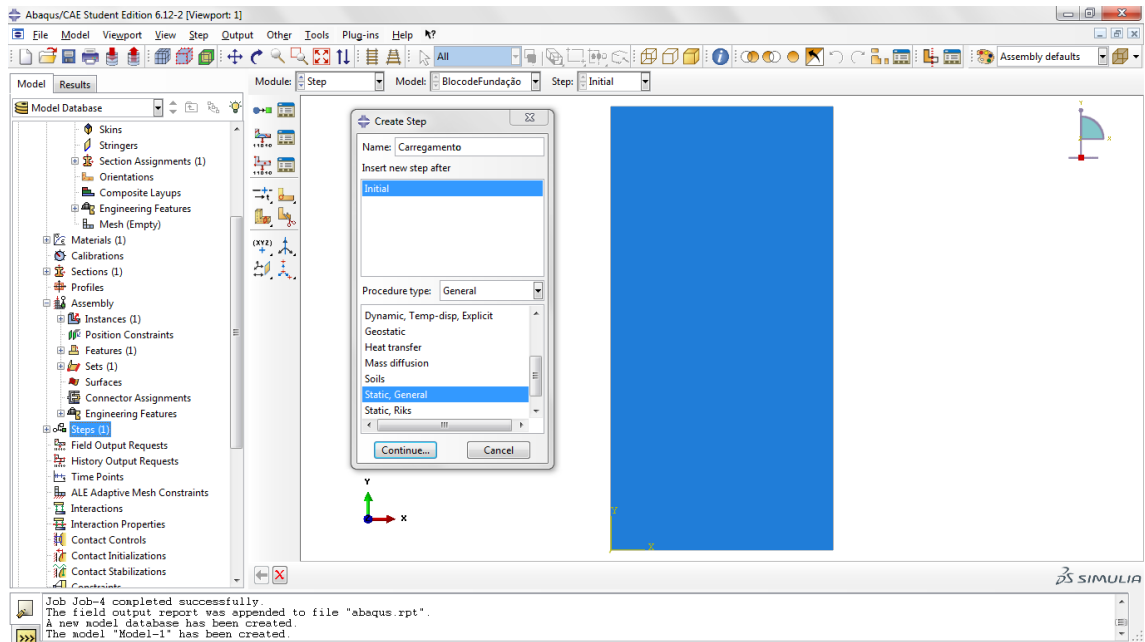 Abaqus/CAE Student Edition 6.12-2 [Viewport: 1]
File Model Viewport View Step Output Other Tools Plug-ins Help
All Assembly defaults
Model Results
Module: Step Model: BlocodeFundação Step: Initial
Model Database
Skins
Stringers
Section Assignments (1)
Orientations
Composite Layups
Engineering Features
Mesh (Empty)
Materials (1)
Calibrations
Sections (1)
Profiles
Assembly
Instances (1)
Position Constraints
Features (1)
Sets (1)
Surfaces
Connector Assignments
Engineering Features
Steps (1)
Field Output Requests
History Output Requests
Time Points
ALE Adaptive Mesh Constraints
Interactions
Interaction Properties
Contact Controls
Contact Initializations
Contact Stabilizations
Constraints
(XYZ)
Create Step
Name: Carregamento
Insert new step after
Initial
Procedure type: General
Dynamic, Temp-disp, Explicit
Geostatic
Heat transfer
Mass diffusion
Soils
Static, General
Static, Riks
Continue... Cancel
Y
X
Y
X
Y
X
SIMULIA
Job Job-4 completed successfully.
The field output report was appended to file "abaqus.rpt".
A new model database has been created.
The model "Model-1" has been created.